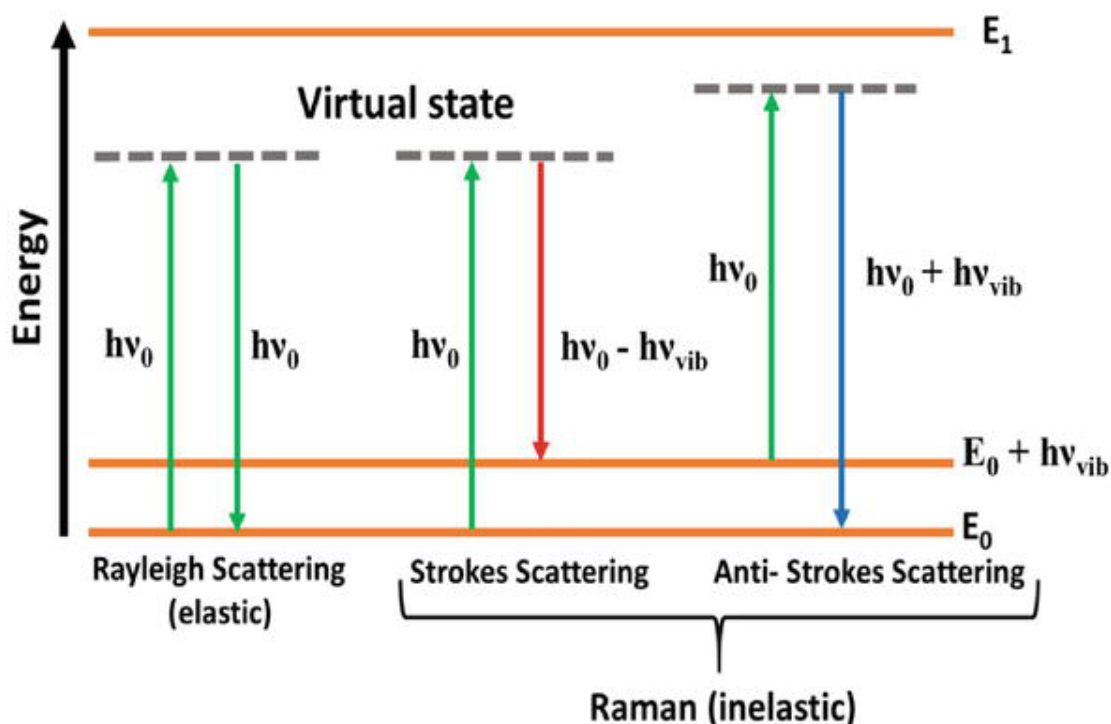 E₁
Virtual state
Energy
hν₀
hν₀
hν₀
hν₀ - hνvib
hν₀
hν₀ + hνvib
E₀ + hνvib
E₀
Rayleigh Scattering
(elastic)
Strokes Scattering
Anti- Strokes Scattering
Raman (inelastic)